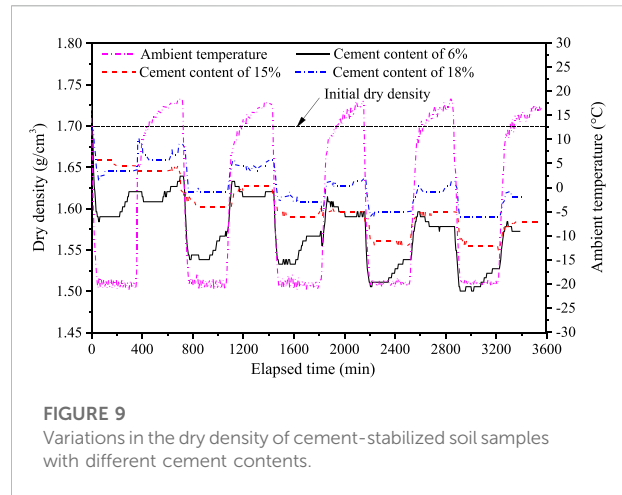 Ambient temperature
Cement content of 6%
Cement content of 15%
Cement content of 18%
Initial dry density
Dry density (g/cm³)
1.80
1.75
1.70
1.65
1.60
1.55
1.50
1.45
0 400 800 1200 1600 2000 2400 2800 3200 3600
Elapsed time (min)
30
25
20
15
10
5
0
-5
-10
-15
-20
-25
-30
Ambient temperature (°C)
FIGURE 9
Variations in the dry density of cement-stabilized soil samples
with different cement contents.